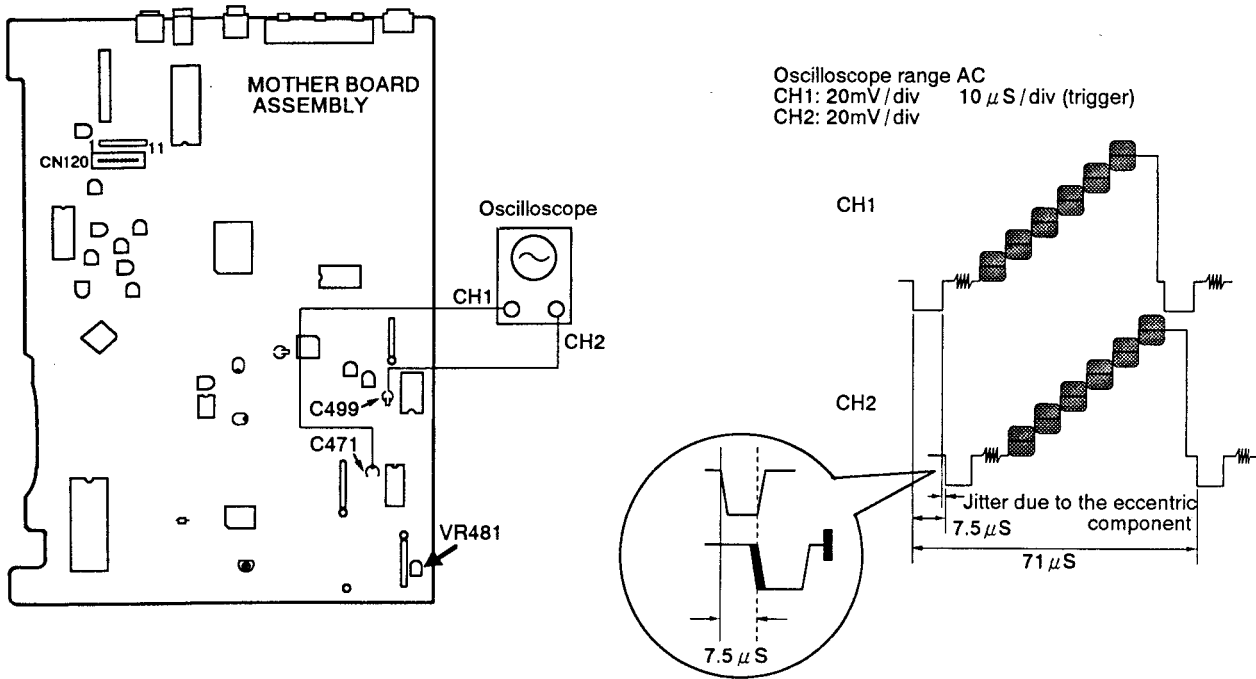 MOTHER BOARD
ASSEMBLY
1
11
CN120
Oscilloscope
CH1
CH2
C499
C471
VR481
Oscilloscope range AC
CH1: 20mV/div 10 μS/div (trigger)
CH2: 20mV/div
CH1
CH2
Jitter due to the eccentric
component
7.5 μS
71 μS
7.5 μS